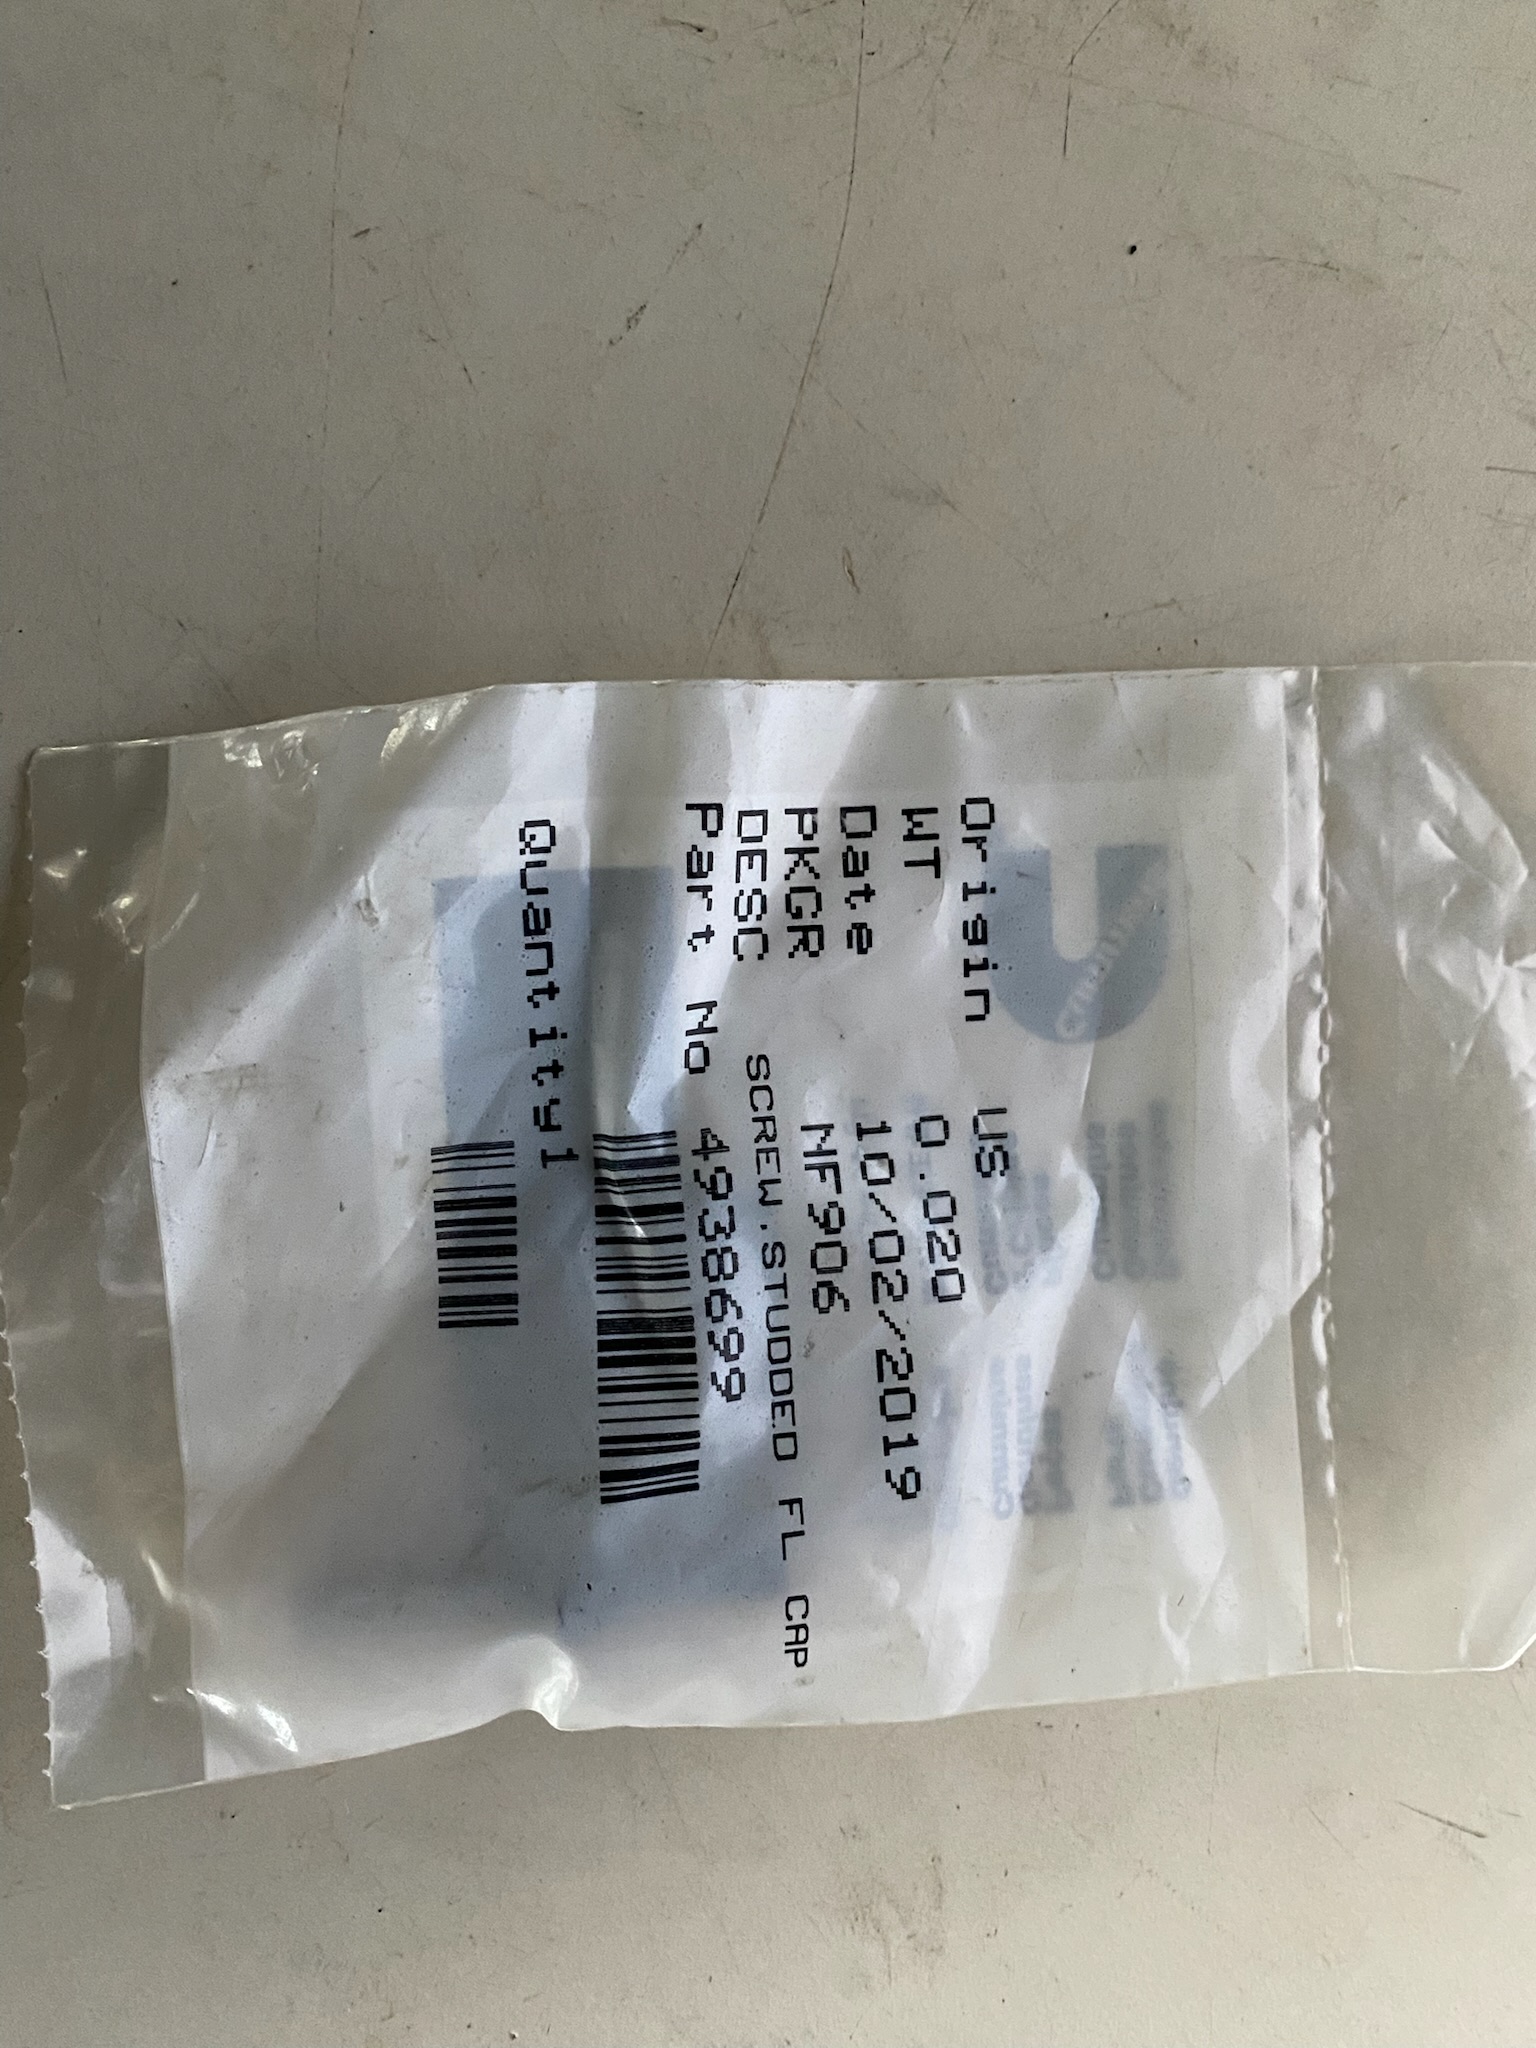 Origin US
WT 0.020
Date 10/02/2019
PKGR NF906
DESC SCREW,STUDDED FL CAP
Part No 4938699
Quantity1